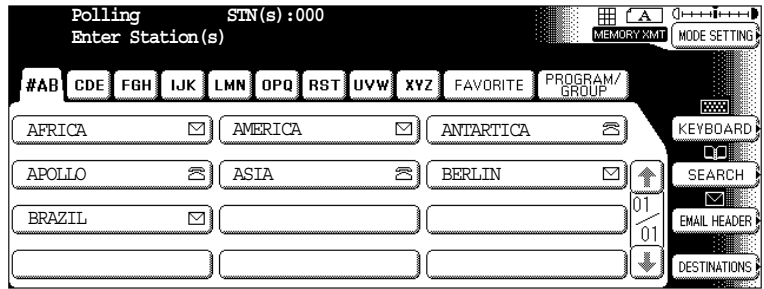 Polling STN(s):000
Enter Station(s)
A
MEMORY XMT
MODE SETTING
#AB CDE FGH IJK LMN OPQ RST UVW XYZ FAVORITE PROGRAM/
GROUP
AFRICA AMERICA ANTARTICA
KEYBOARD
APOLLO ASIA BERLIN
SEARCH
BRAZIL
01
01
EMAIL HEADER
DESTINATIONS